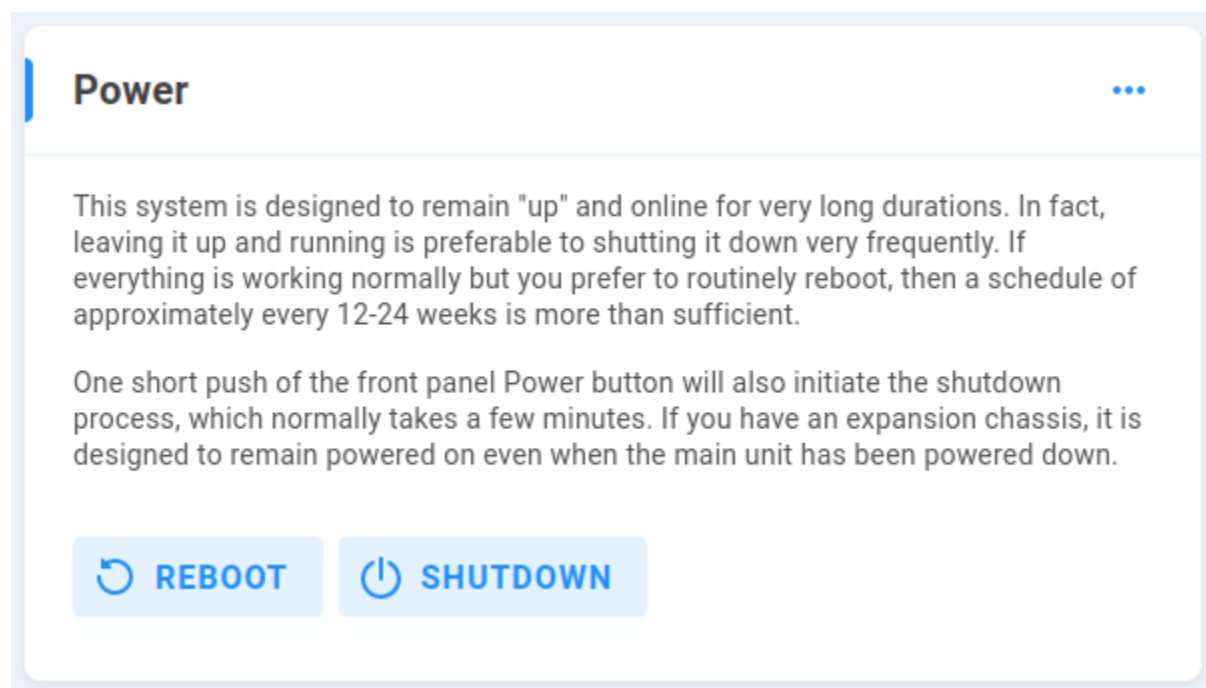 Power
This system is designed to remain "up" and online for very long durations. In fact,
leaving it up and running is preferable to shutting it down very frequently. If
everything is working normally but you prefer to routinely reboot, then a schedule of
approximately every 12-24 weeks is more than sufficient.
One short push of the front panel Power button will also initiate the shutdown
process, which normally takes a few minutes. If you have an expansion chassis, it is
designed to remain powered on even when the main unit has been powered down.
REBOOT SHUTDOWN